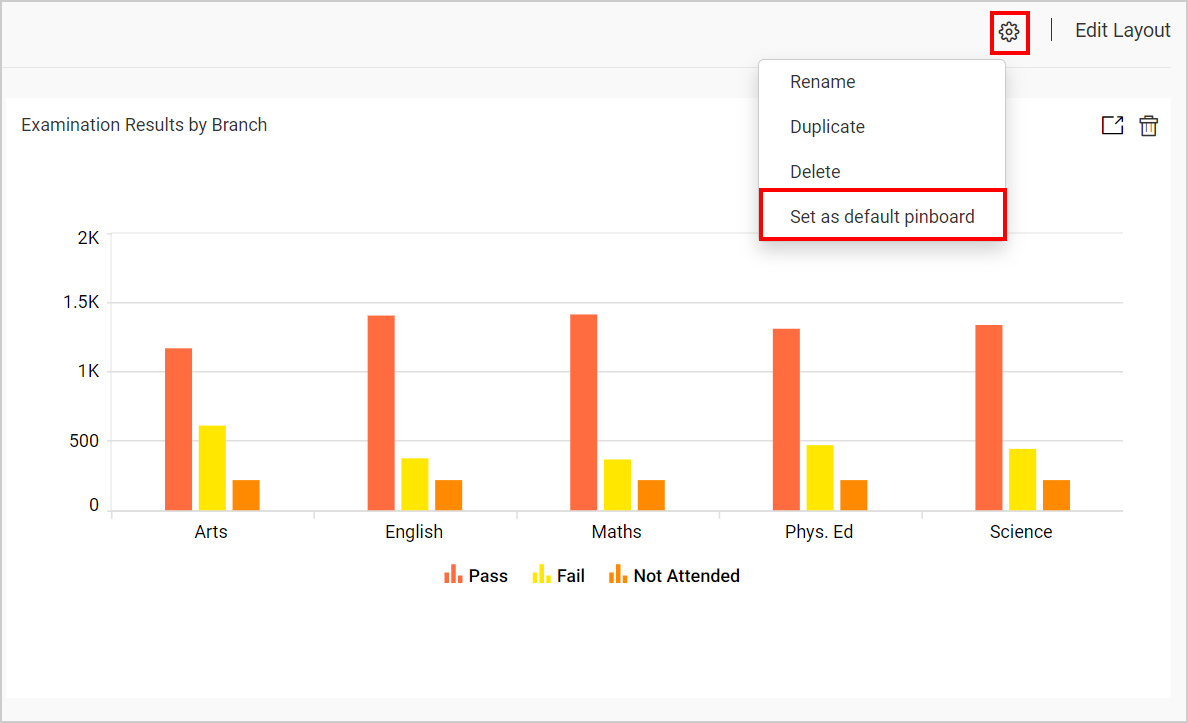 Edit Layout
Rename
Duplicate
Delete
Set as default pinboard
Examination Results by Branch
2K
1.5K
1K
500
0
Arts English Maths Phys. Ed Science
Pass Fail Not Attended